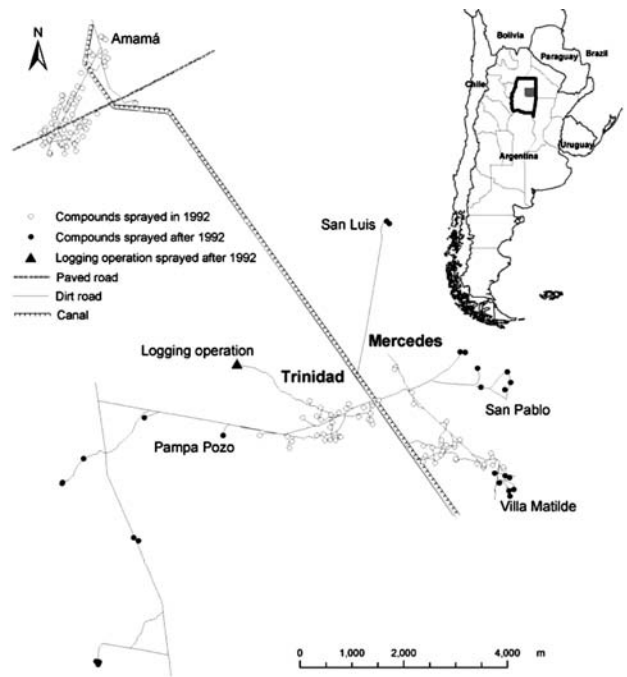 N
Amamá
Bolivia
Paraguay
Brazil
Chile
Uruguay
Argentina
Compounds sprayed in 1992
Compounds sprayed after 1992
Logging operation sprayed after 1992
Paved road
Dirt road
Canal
San Luis
Mercedes
Logging operation
Trinidad
San Pablo
Pampa Pozo
Villa Matilde
0 2,000 4,000 m